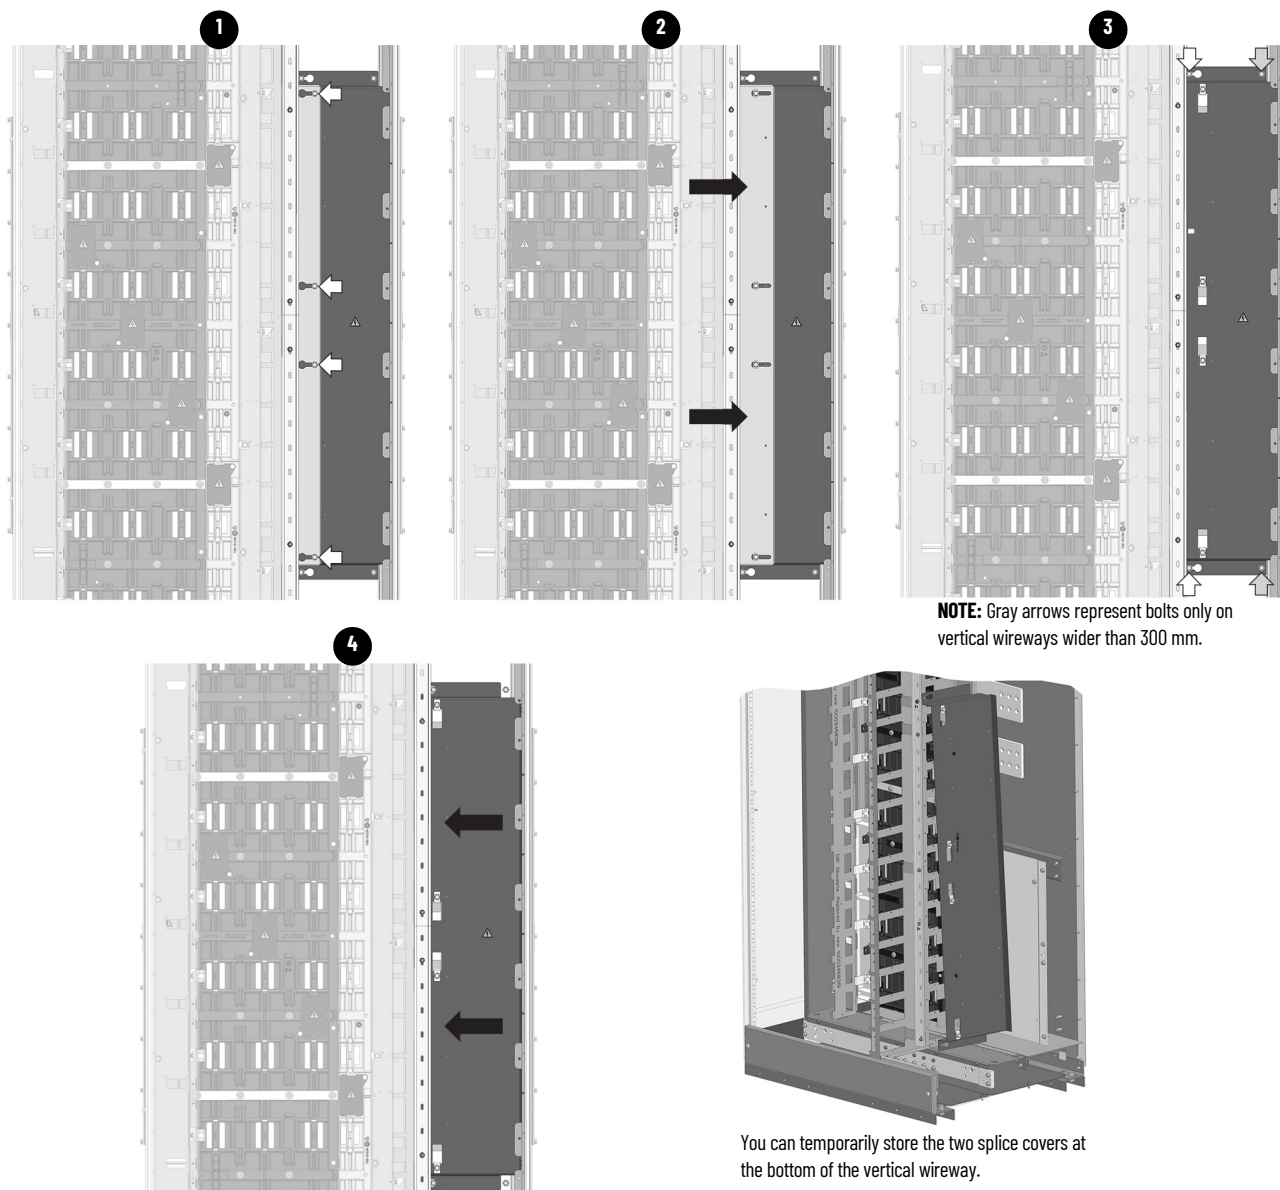 1
2
3
NOTE: Gray arrows represent bolts only on
vertical wireways wider than 300 mm.
4
You can temporarily store the two splice covers at
the bottom of the vertical wireway.